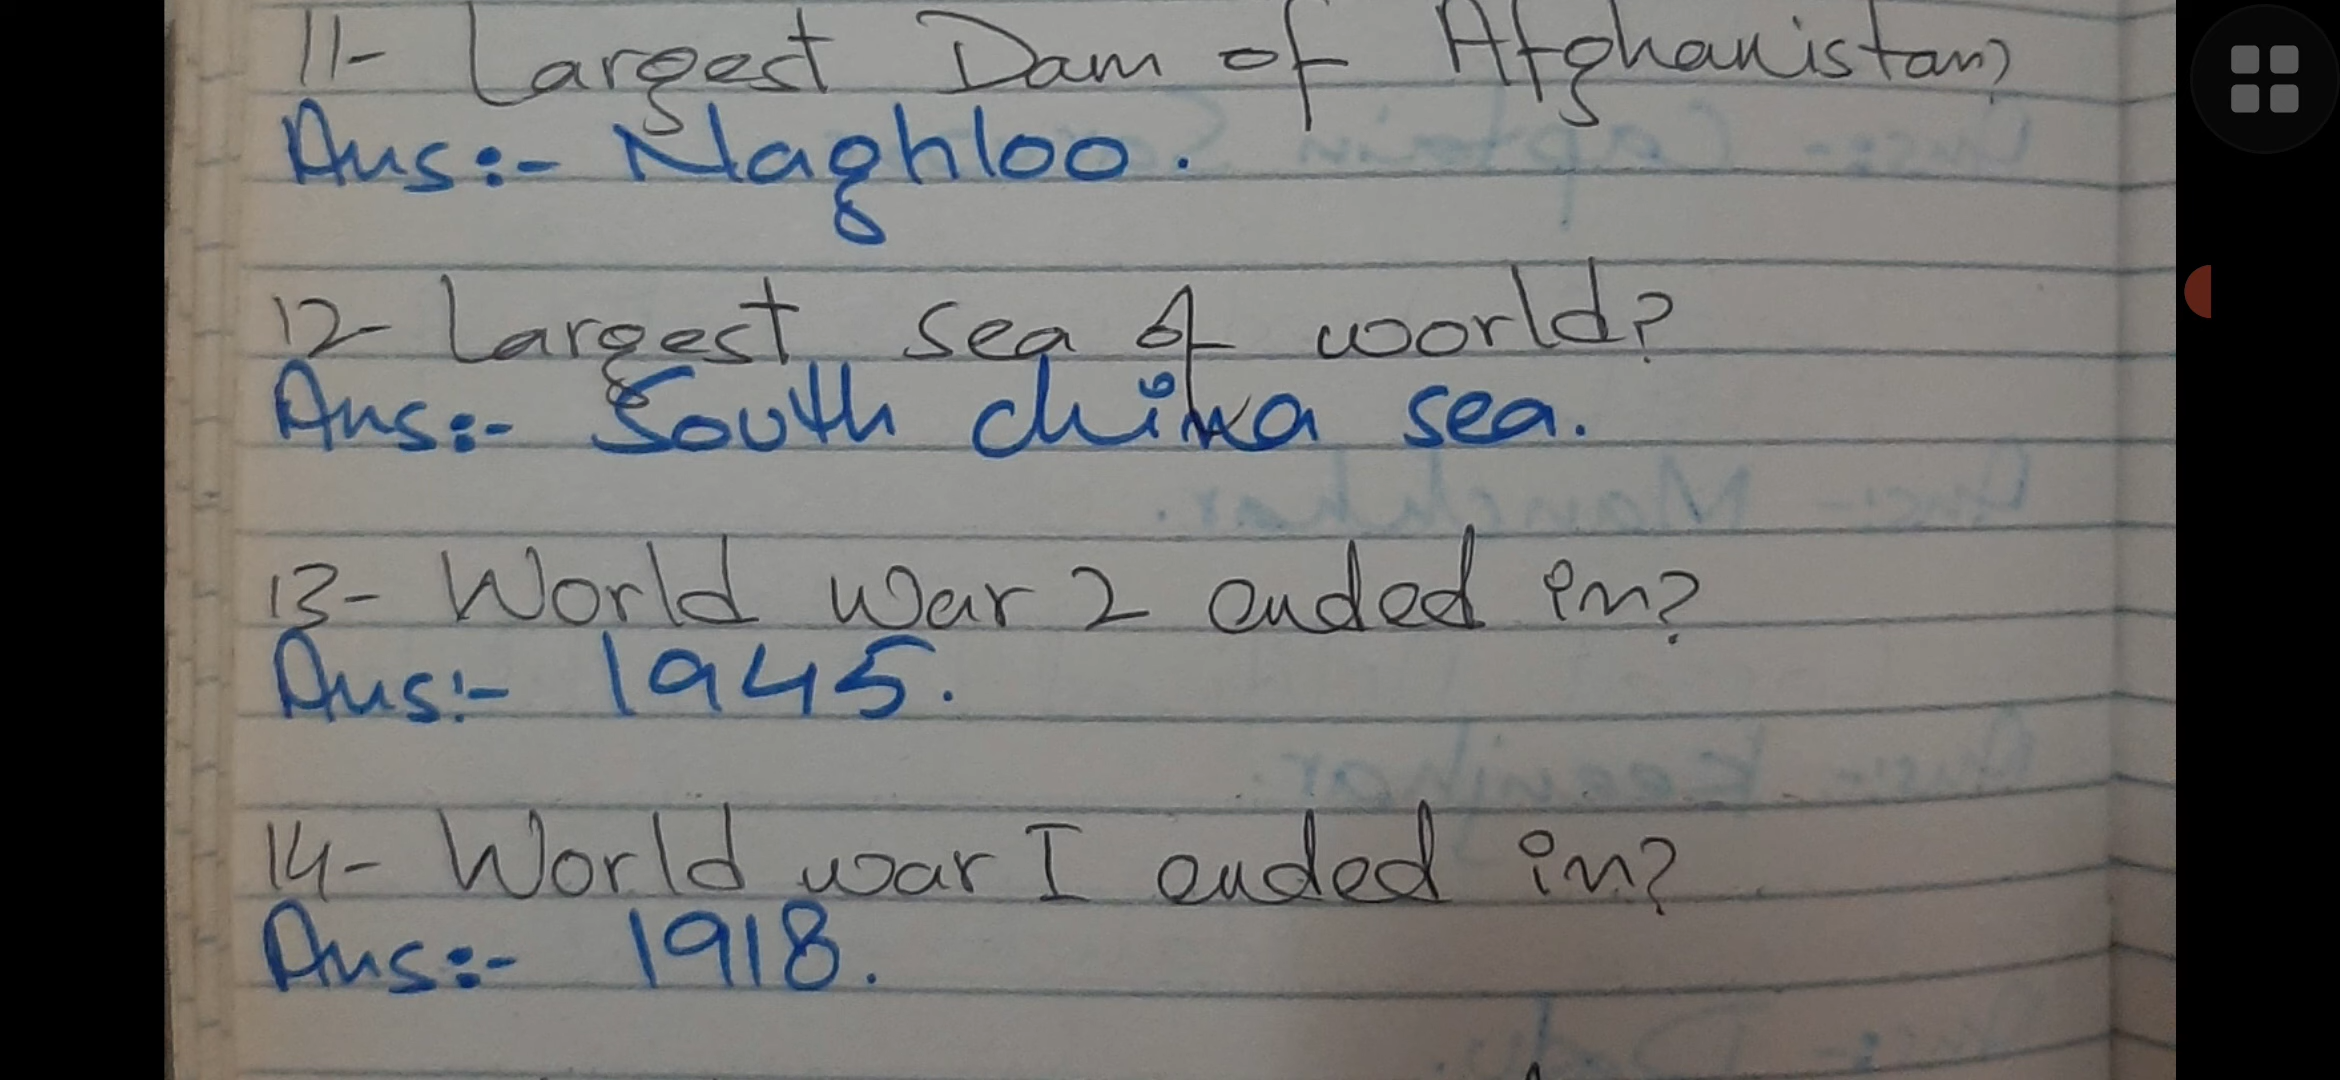 11- Largest Dam of Afghanistan?
Ans:- Naghloo.
12- Largest sea of world?
Ans:- South china sea.
13- World war 2 ended in?
Ans:- 1945.
14- World war I ended in?
Ans:- 1918.